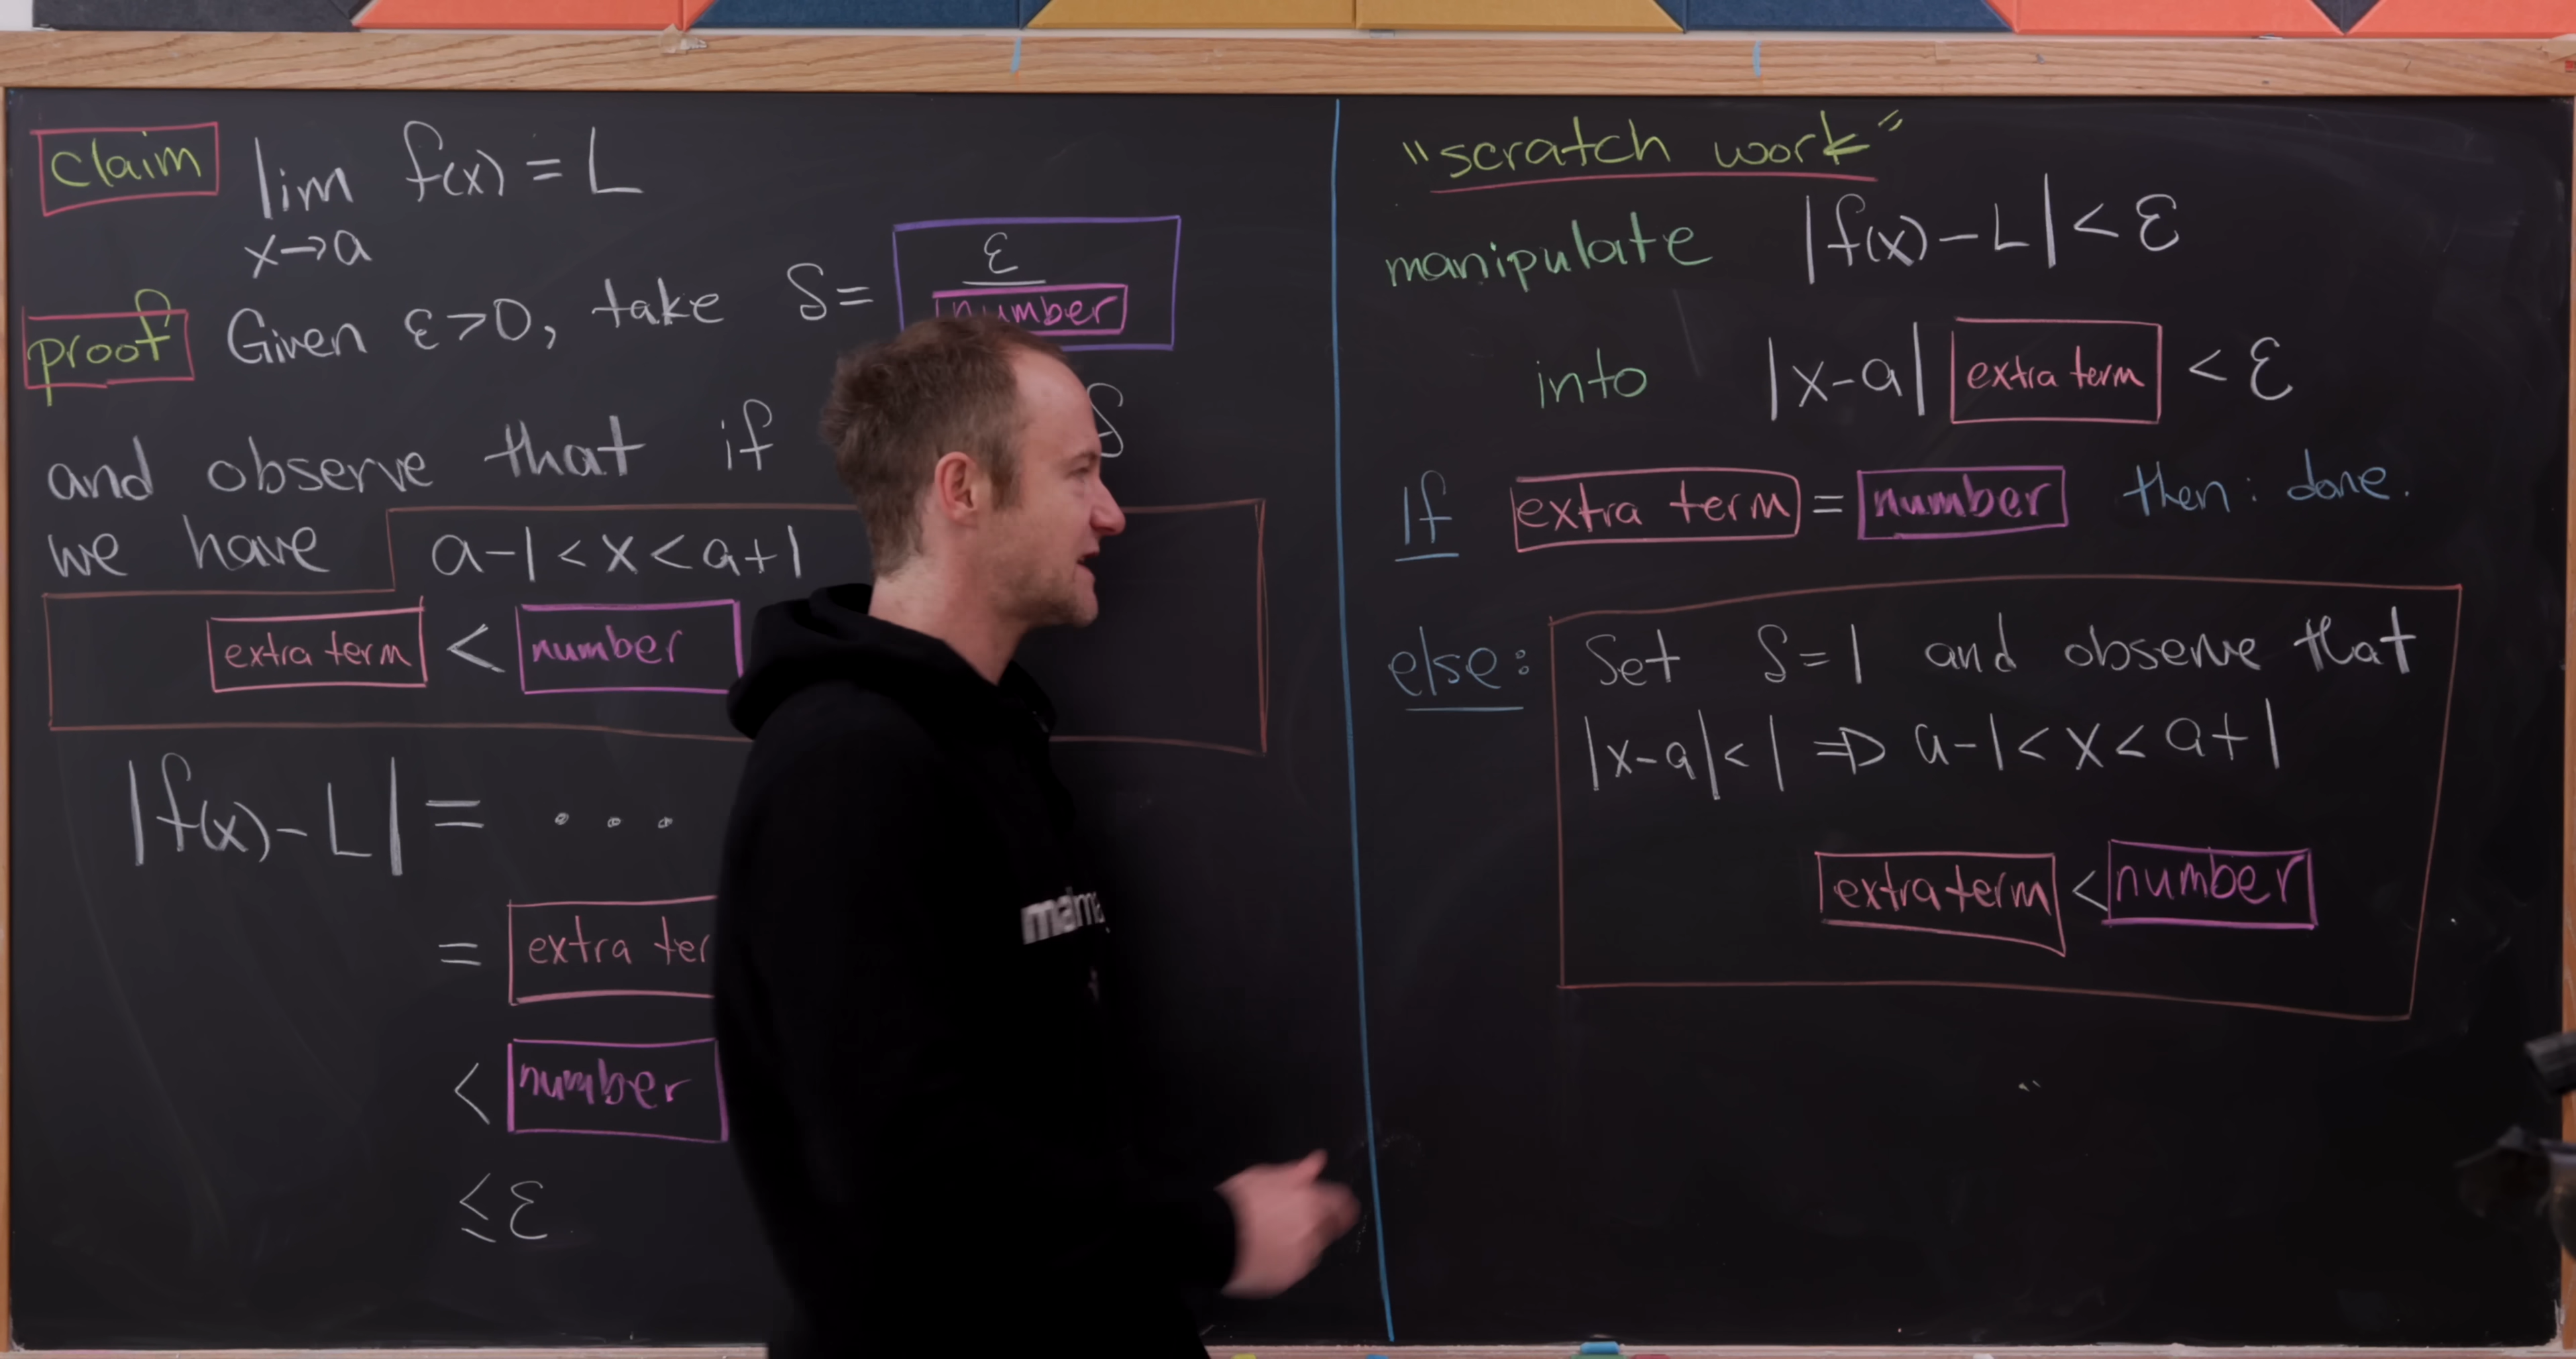 claim lim f(x) = L
x→a
proof Given ε>0, take δ= ε
number
and observe that if δ
we have a-1<x<a+1
extra term < number
|f(x)-L| = ...
= extra ter
< number
≤ε
"scratch work"
manipulate |f(x)-L|<ε
into |x-a| extra term < ε
If extra term = number then: done.
else: Set δ=1 and observe that
|x-a|<1 ⇒ a-1<x<a+1
extra term < number